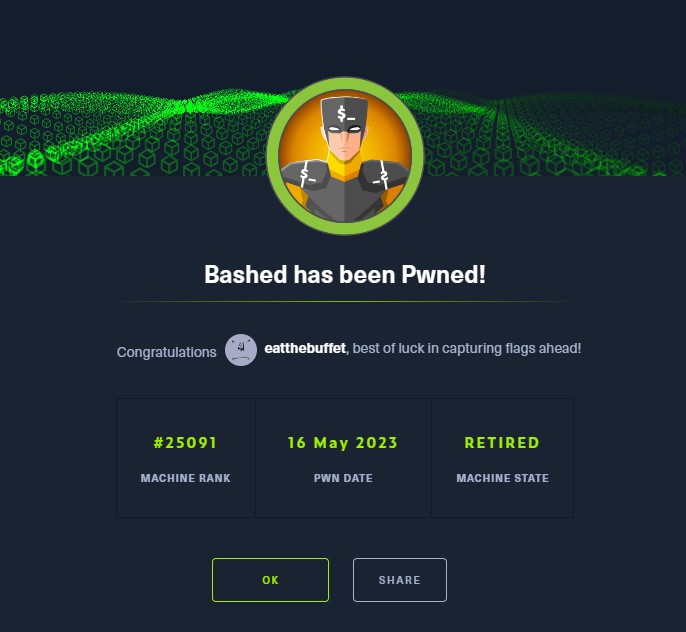 $_
$_
$_
Bashed has been Pwned!
Congratulations eatthebuffet, best of luck in capturing flags ahead!
#25091 16 May 2023 RETIRED
MACHINE RANK PWN DATE MACHINE STATE
OK SHARE